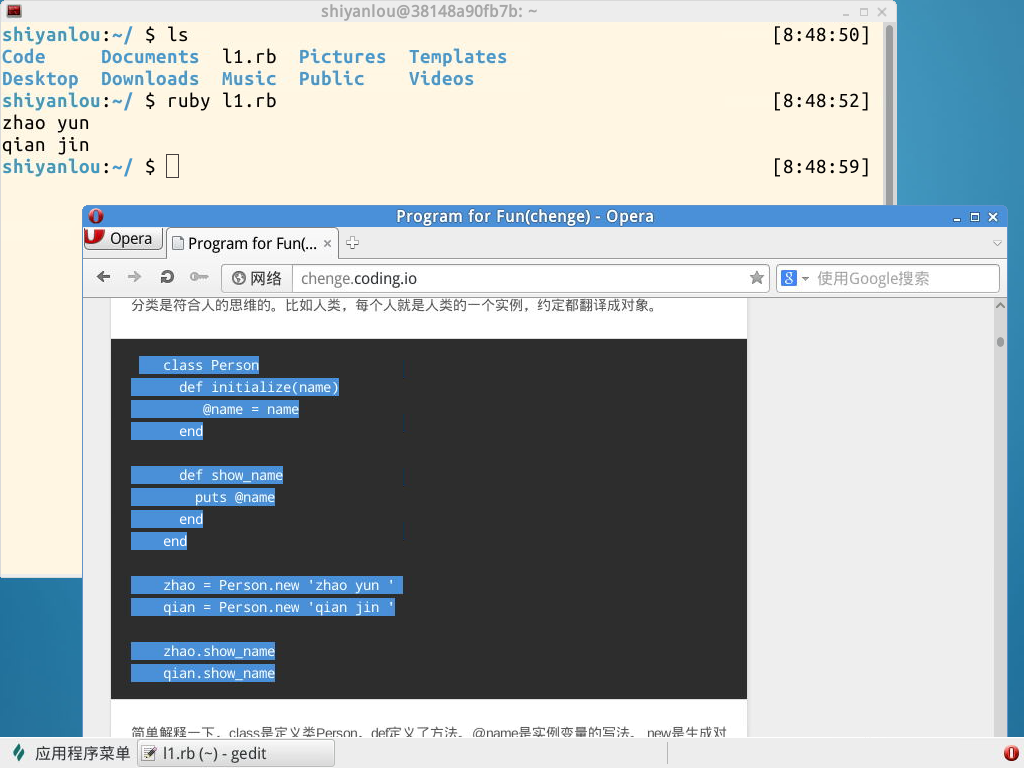 shiyanlou@38148a90fb7b: ~
shiyanlou:~/ $ ls [8:48:50]
Code Documents l1.rb Pictures Templates
Desktop Downloads Music Public Videos
shiyanlou:~/ $ ruby l1.rb [8:48:52]
zhao yun
qian jin
shiyanlou:~/ $ [8:48:59]
Program for Fun(chenge) - Opera
Opera Program for Fun(...
网络 chenge.coding.io 使用Google搜索
分类是符合人的思维的。比如人类，每个人就是人类的一个实例，约定都翻译成对象。
class Person
def initialize(name)
@name = name
end
def show_name
puts @name
end
end
zhao = Person.new 'zhao yun '
qian = Person.new 'qian jin '
zhao.show_name
qian.show_name
简单解释一下，class是定义类Person，def定义了方法。@name是实例变量的写法。 new是生成对
应用程序菜单 l1.rb (~) - gedit